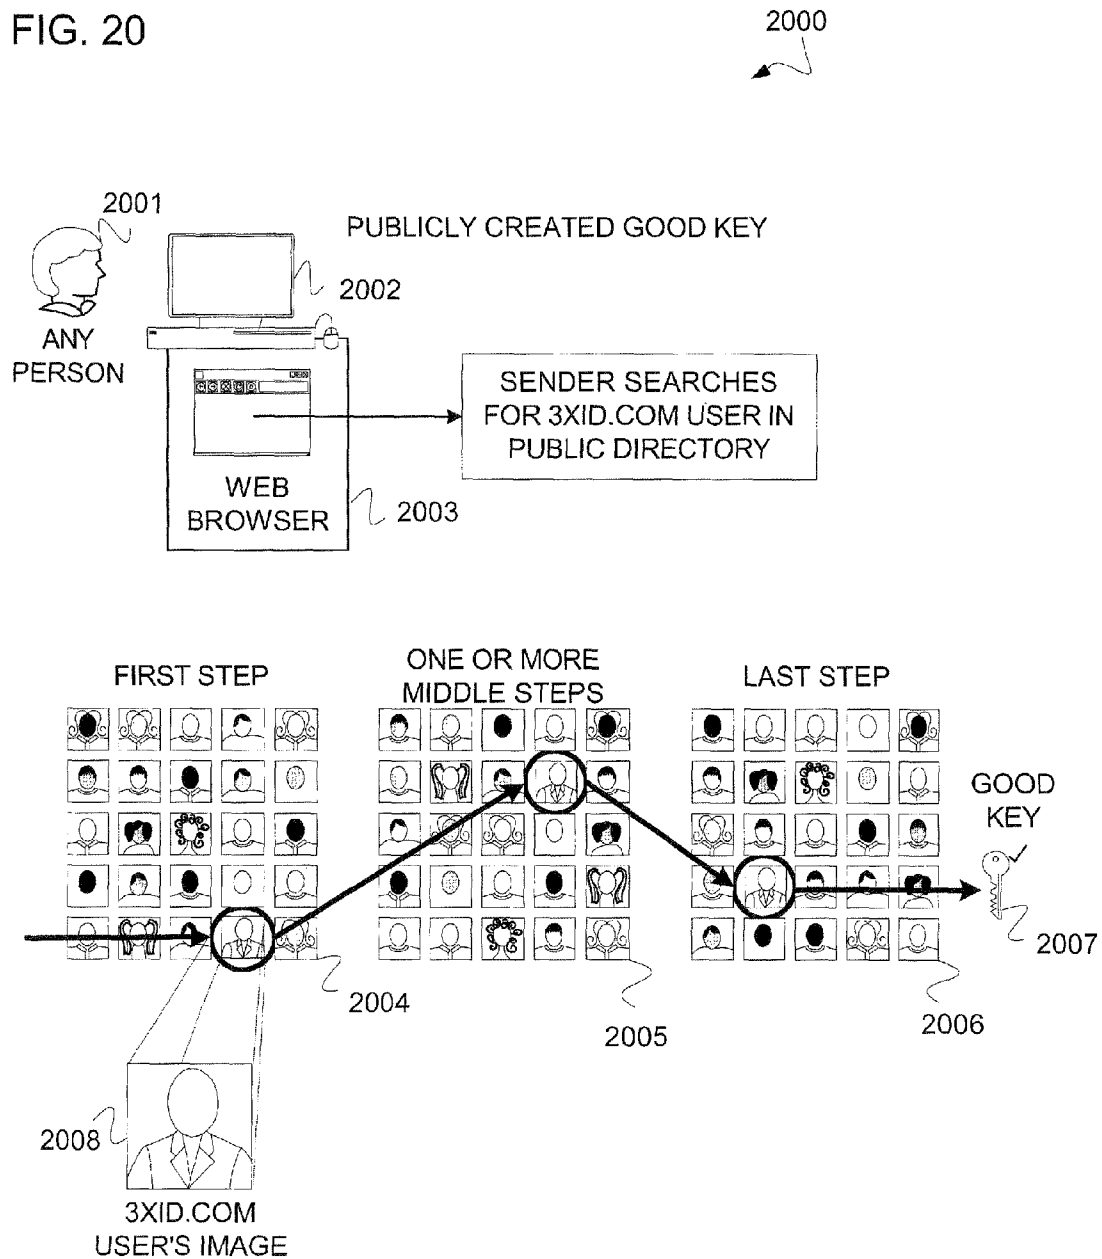 FIG. 20
2000
2001
PUBLICLY CREATED GOOD KEY
2002
ANY
PERSON
SENDER SEARCHES
FOR 3XID.COM USER IN
PUBLIC DIRECTORY
WEB
BROWSER
2003
FIRST STEP
ONE OR MORE
MIDDLE STEPS
LAST STEP
GOOD
KEY
2007
2004
2005
2006
2008
3XID.COM
USER'S IMAGE